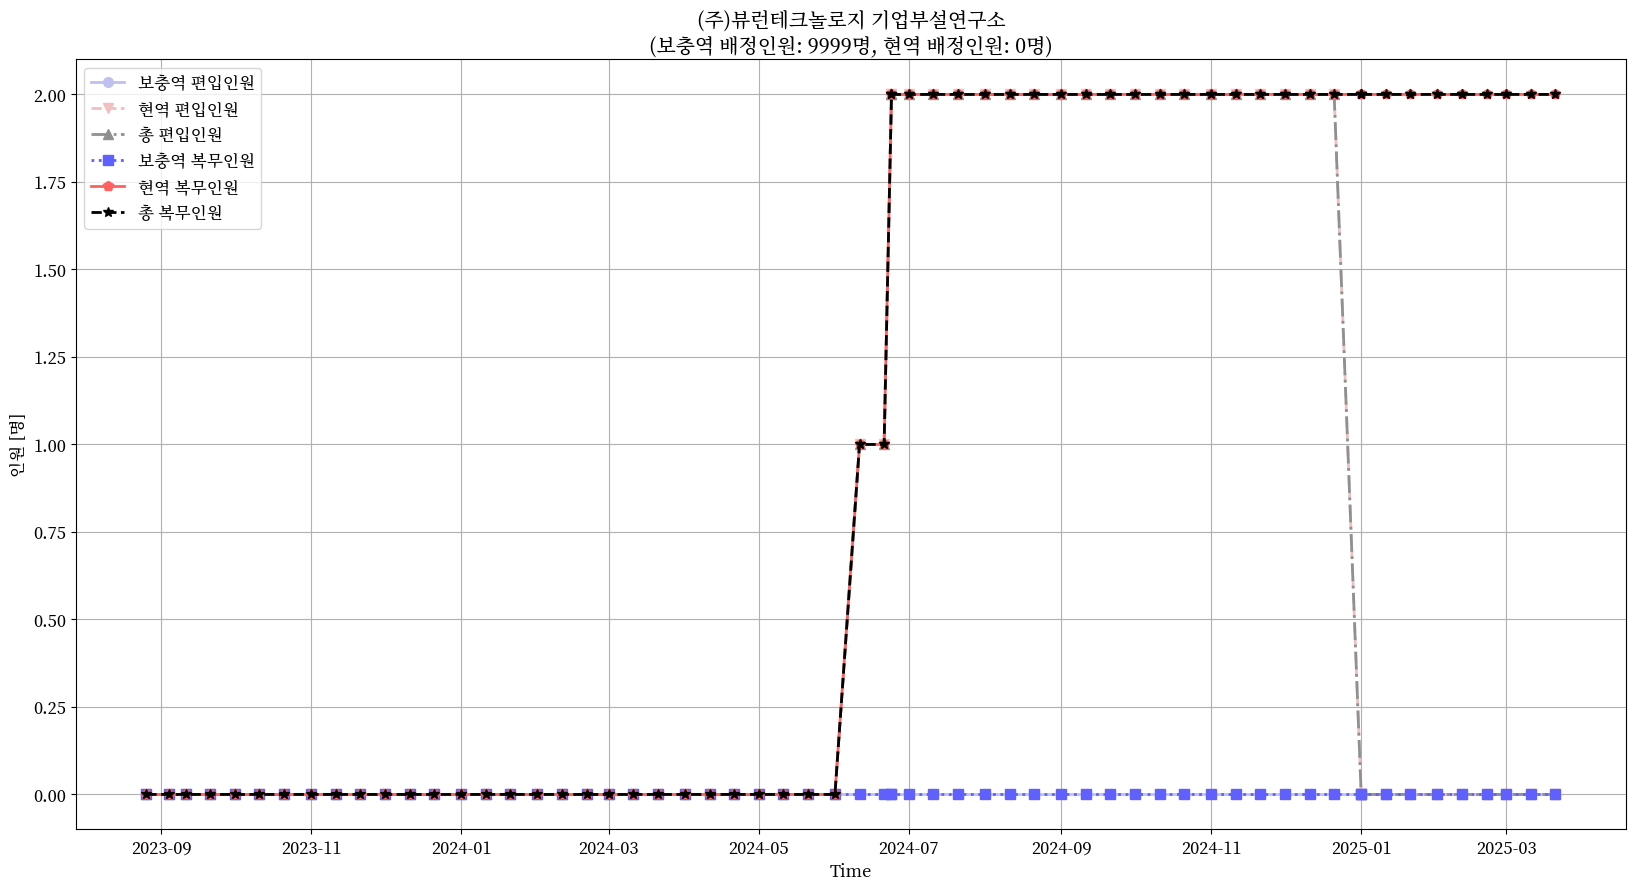 (주)뷰런테크놀로지 기업부설연구소
(보충역 배정인원: 9999명, 현역 배정인원: 0명)
보충역 편입인원
현역 편입인원
총 편입인원
보충역 복무인원
현역 복무인원
총 복무인원
2.00
1.75
1.50
1.25
1.00
0.75
0.50
0.25
0.00
인원 [명]
2023-09
2023-11
2024-01
2024-03
2024-05
2024-07
2024-09
2024-11
2025-01
2025-03
Time